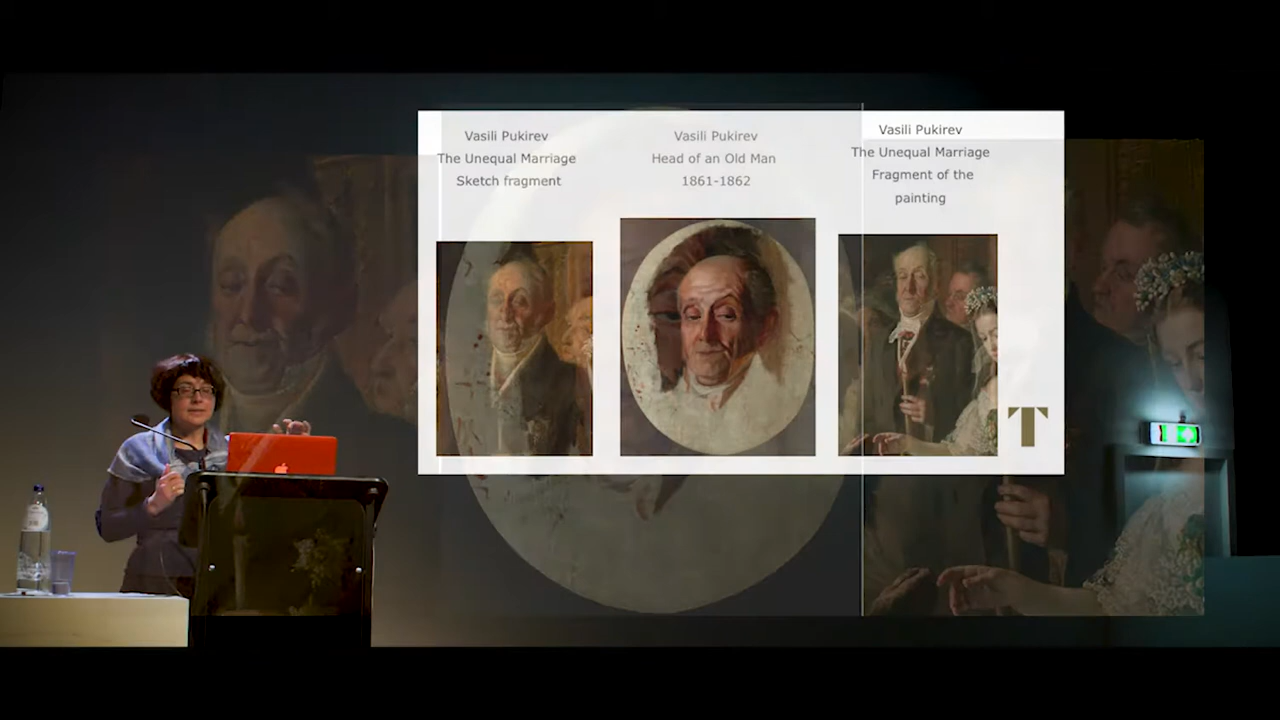 Vasili Pukirev
The Unequal Marriage
Sketch fragment
Vasili Pukirev
Head of an Old Man
1861-1862
Vasili Pukirev
The Unequal Marriage
Fragment of the
painting
T